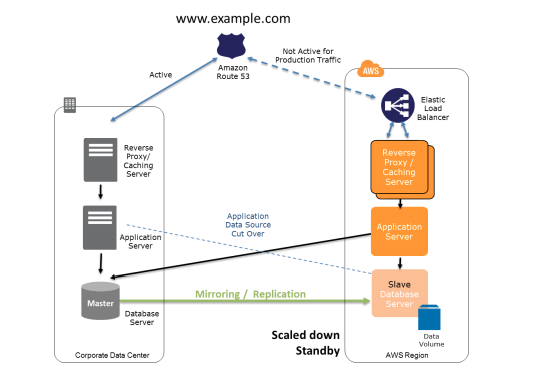 www.example.com
Amazon
Route 53
Not Active for
Production Traffic
Active
AWS
Elastic
Load
Balancer
Reverse
Proxy/
Caching
Server
Reverse
Proxy /
Caching
Server
Application
Data Source
Cut Over
Application
Server
Application
Server
Slave
Database
Server
Mirroring / Replication
Master
Database
Server
Scaled down
Standby
Data
Volume
Corporate Data Center
AWS Region